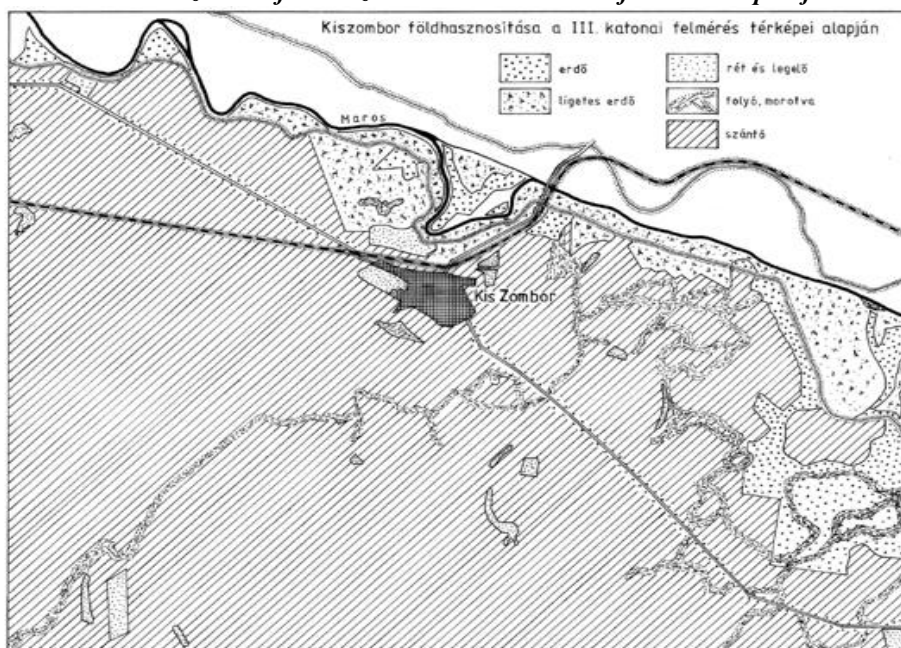 Kiszombor földhasznosítása a III. katonai felmérés térképei alapján
erdő
rét és legelő
ligetes erdő
folyó, morotva
szántó
Maros
Kis Zombor